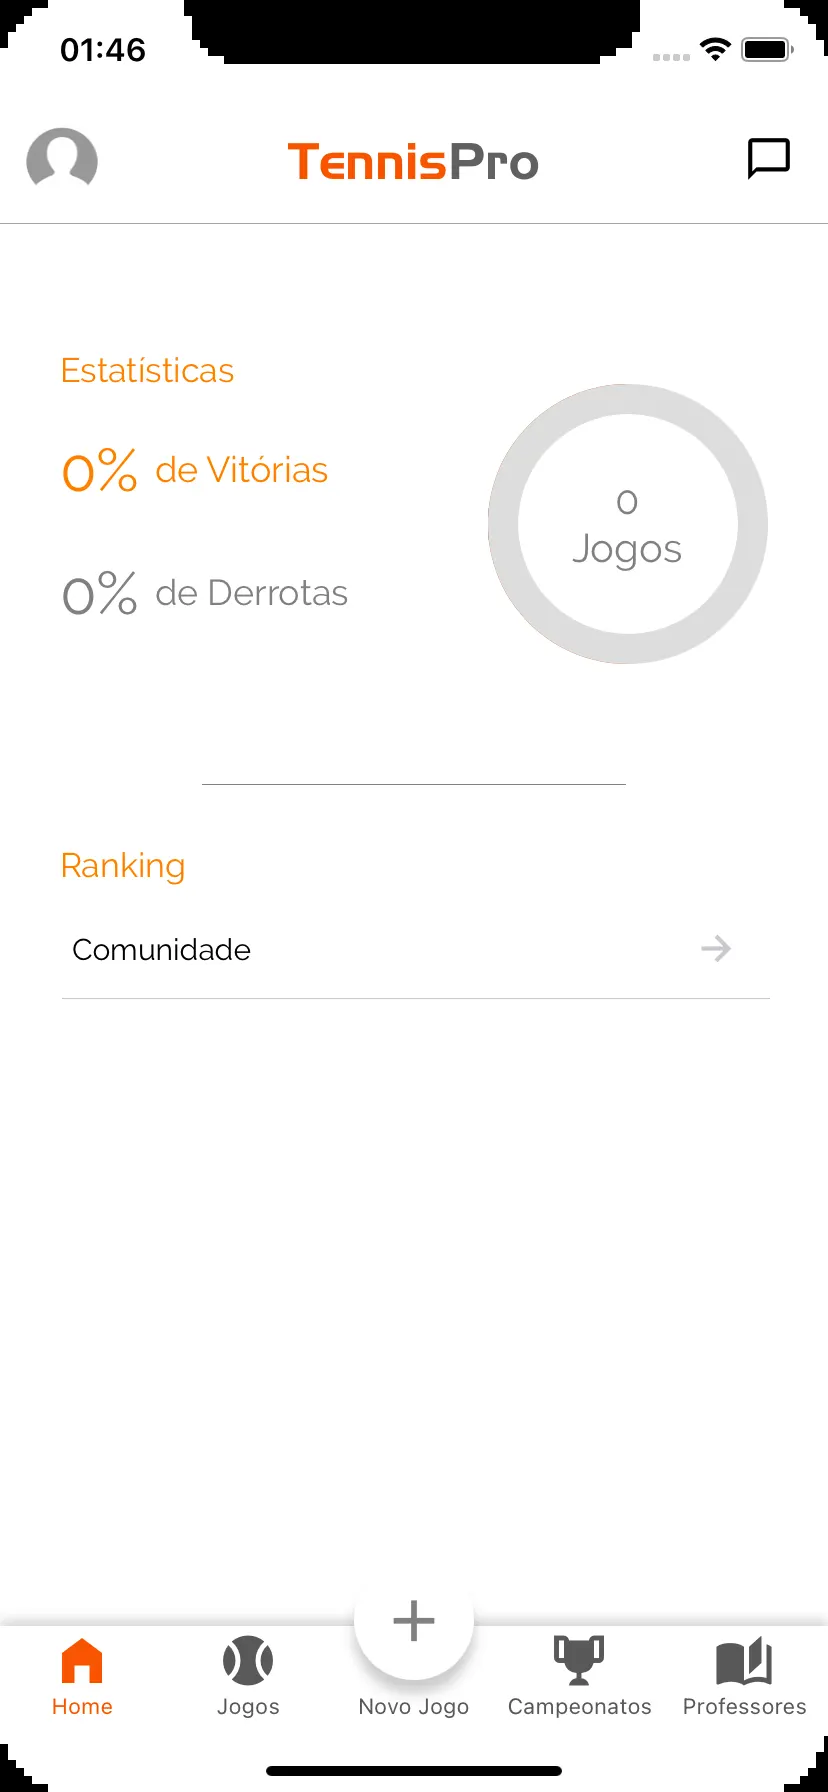 01:46
TennisPro
Estatísticas
0% de Vitórias
0% de Derrotas
0
Jogos
Ranking
Comunidade
Home
Jogos
Novo Jogo
Campeonatos
Professores